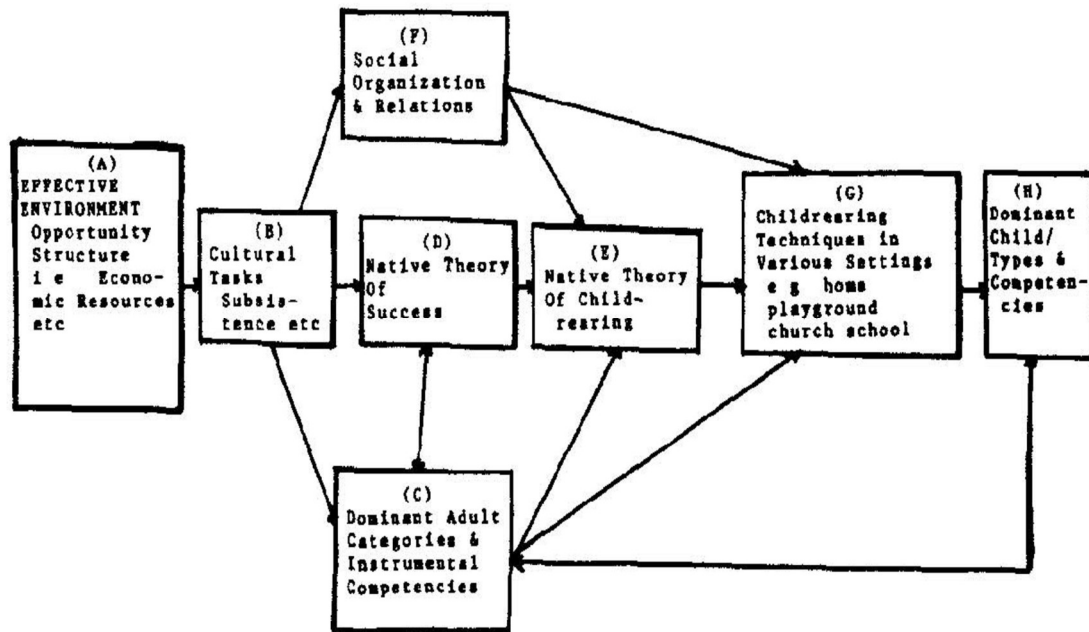 (F)
Social
Organization
& Relations
(A)
EFFECTIVE
ENVIRONMENT
Opportunity
Structure
i e Econo-
mic Resources
etc
(B)
Cultural
Tasks
Subsis-
tence etc
(D)
Native Theory
Of
Success
(E)
Native Theory
Of Child-
rearing
(G)
Childrearing
Techniques in
Various Settings
e g home
playground
church school
(H)
Dominant
Child/
Types &
Competen-
cies
(C)
Dominant Adult
Categories &
Instrumental
Competencies